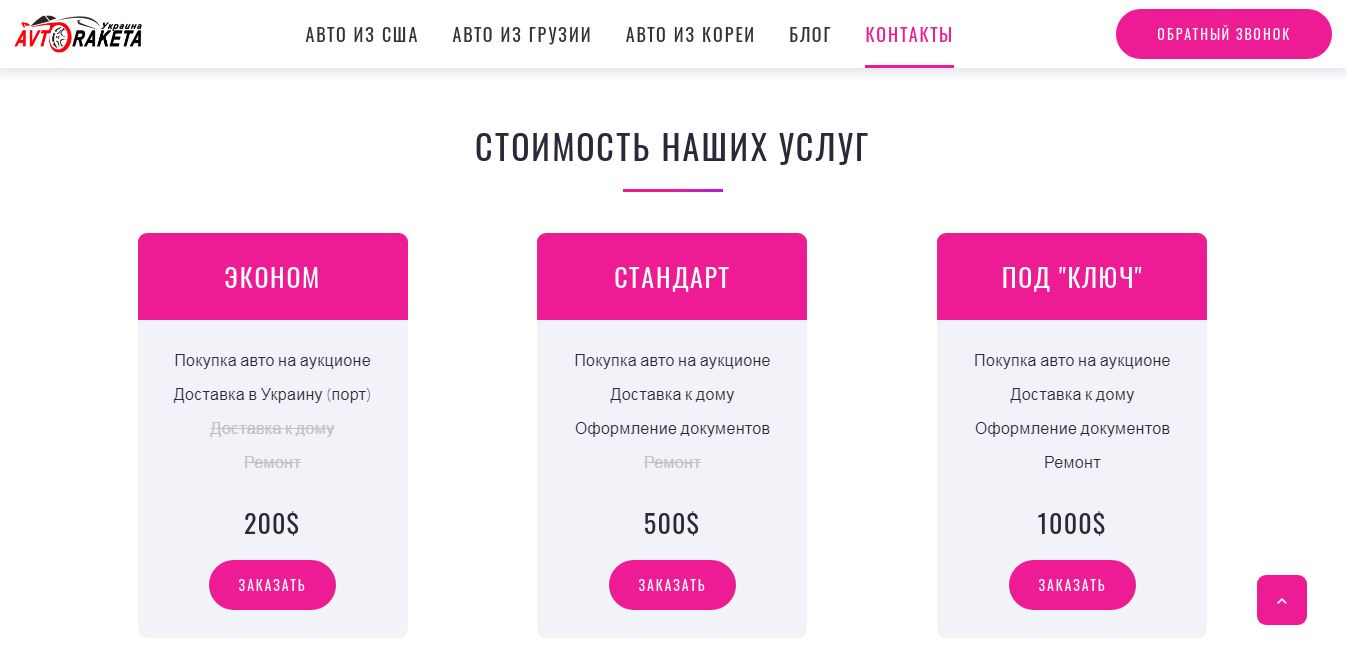 Украина
AVTORAKETA
АВТО ИЗ США АВТО ИЗ ГРУЗИИ АВТО ИЗ КОРЕИ БЛОГ КОНТАКТЫ
ОБРАТНЫЙ ЗВОНОК
СТОИМОСТЬ НАШИХ УСЛУГ
ЭКОНОМ
Покупка авто на аукционе
Доставка в Украину (порт)
Доставка к дому
Ремонт
200$
ЗАКАЗАТЬ
СТАНДАРТ
Покупка авто на аукционе
Доставка к дому
Оформление документов
Ремонт
500$
ЗАКАЗАТЬ
ПОД "КЛЮЧ"
Покупка авто на аукционе
Доставка к дому
Оформление документов
Ремонт
1000$
ЗАКАЗАТЬ